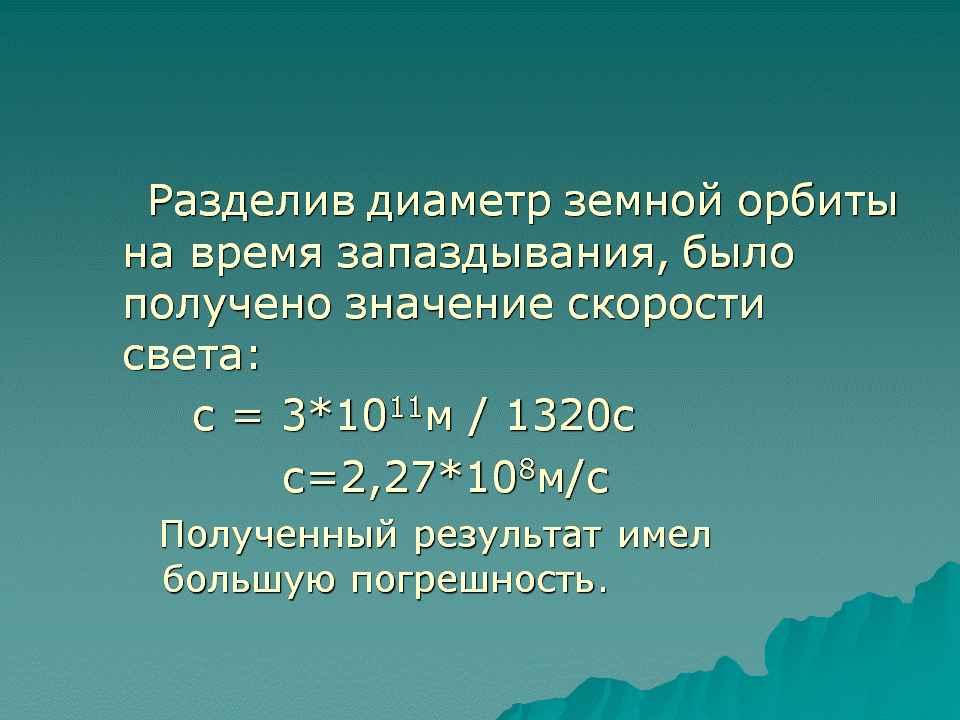 Разделив диаметр земной орбиты
на время запаздывания, было
получено значение скорости
света:
с = 3*10¹¹м / 1320с
с=2,27*10⁸м/с
Полученный результат имел
большую погрешность.